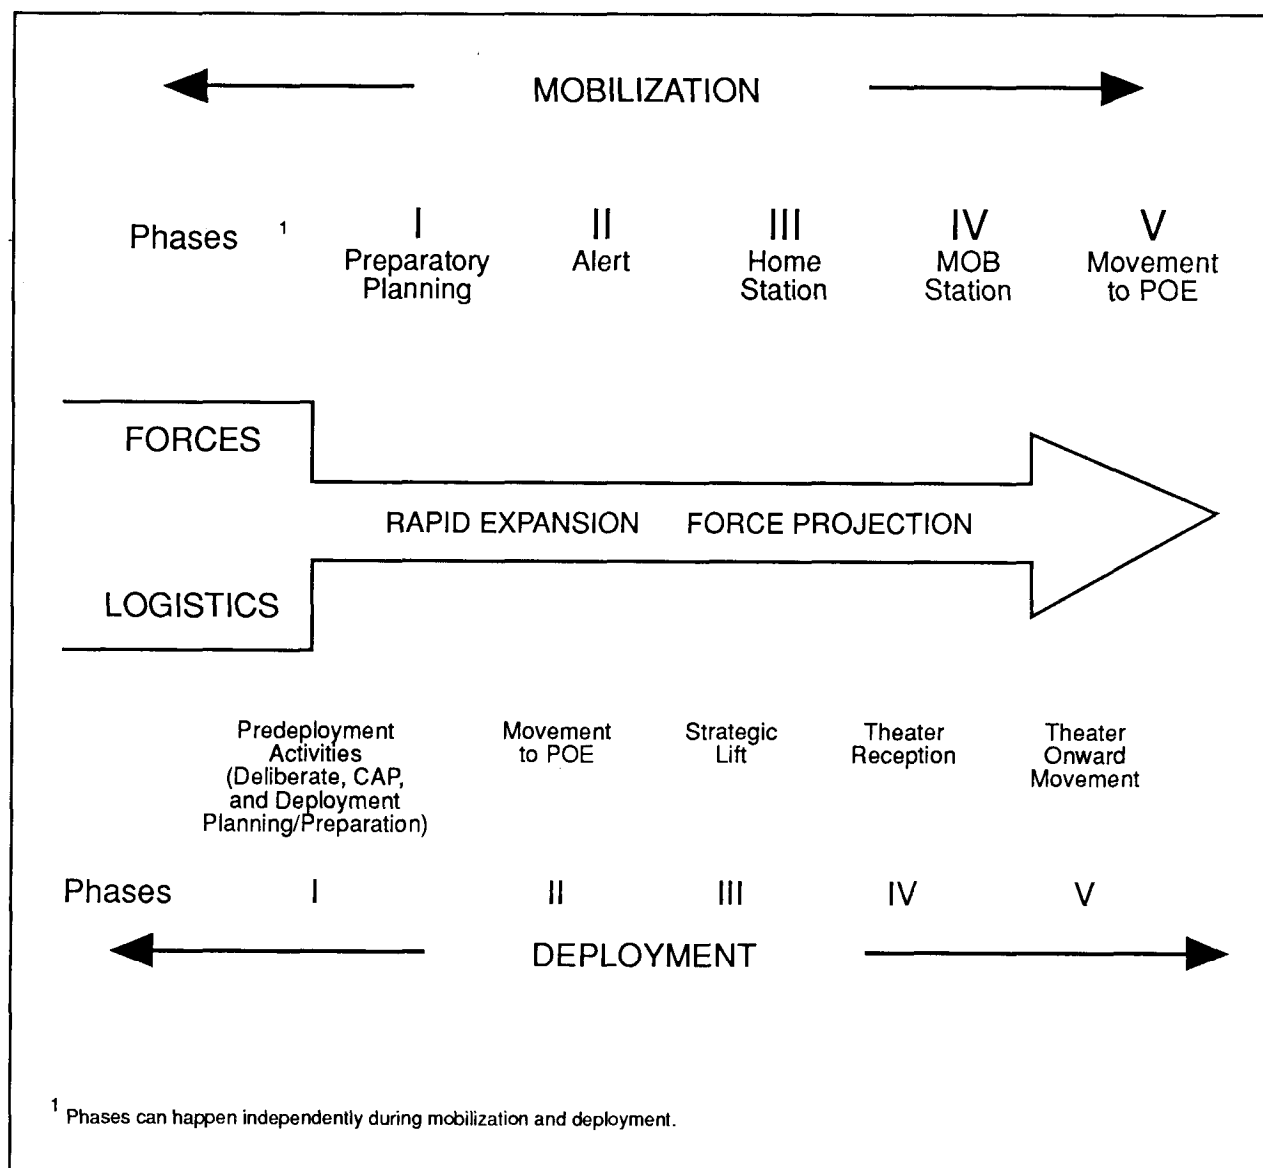 MOBILIZATION
Phases 1 I II III IV V
Preparatory Alert Home MOB Movement
Planning Station Station to POE
FORCES
RAPID EXPANSION FORCE PROJECTION
LOGISTICS
Predeployment Movement Strategic Theater Theater
Activities to POE Lift Reception Onward
(Deliberate, CAP, Movement
and Deployment
Planning/Preparation)
Phases I II III IV V
DEPLOYMENT
1 Phases can happen independently during mobilization and deployment.